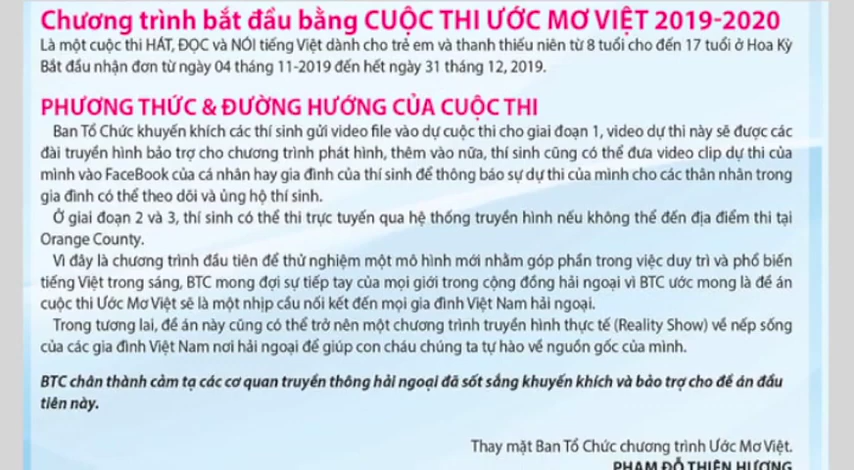 Chương trình bắt đầu bằng CUỘC THI ƯỚC MƠ VIỆT 2019-2020
Là một cuộc thi HÁT, ĐỌC và NÓI tiếng Việt dành cho trẻ em và thanh thiếu niên từ 8 tuổi cho đến 17 tuổi ở Hoa Kỳ
Bắt đầu nhận đơn từ ngày 04 tháng 11-2019 đến hết ngày 31 tháng 12, 2019.
PHƯƠNG THỨC & ĐƯỜNG HƯỚNG CỦA CUỘC THI
Ban Tổ Chức khuyến khích các thí sinh gửi video file vào dự cuộc thi cho giai đoạn 1, video dự thi này sẽ được các
đài truyền hình bảo trợ cho chương trình phát hình, thêm vào nữa, thí sinh cũng có thể đưa video clip dự thi của
mình vào FaceBook của cá nhân hay gia đình của thí sinh để thông báo sự dự thi của mình cho các thân nhân trong
gia đình có thể theo dõi và ủng hộ thí sinh.
Ở giai đoạn 2 và 3, thí sinh có thể thi trực tuyến qua hệ thống truyền hình nếu không thể đến địa điểm thi tại
Orange County.
Vì đây là chương trình đầu tiên để thử nghiệm một mô hình mới nhằm góp phần trong việc duy trì và phổ biến
tiếng Việt trong sáng, BTC mong đợi sự tiếp tay của mọi giới trong cộng đồng hải ngoại vì BTC ước mong là đề án
cuộc thi Ước Mơ Việt sẽ là một nhịp cầu nối kết đến mọi gia đình Việt Nam hải ngoại.
Trong tương lai, đề án này cũng có thể trở nên một chương trình truyền hình thực tế (Reality Show) về nếp sống
của các gia đình Việt Nam nơi hải ngoại để giúp con cháu chúng ta tự hào về nguồn gốc của mình.
BTC chân thành cảm tạ các cơ quan truyền thông hải ngoại đã sốt sắng khuyến khích và bảo trợ cho đề án đầu
tiên này.
Thay mặt Ban Tổ Chức chương trình Ước Mơ Việt.
PHẠM ĐỖ THIÊN HƯƠNG